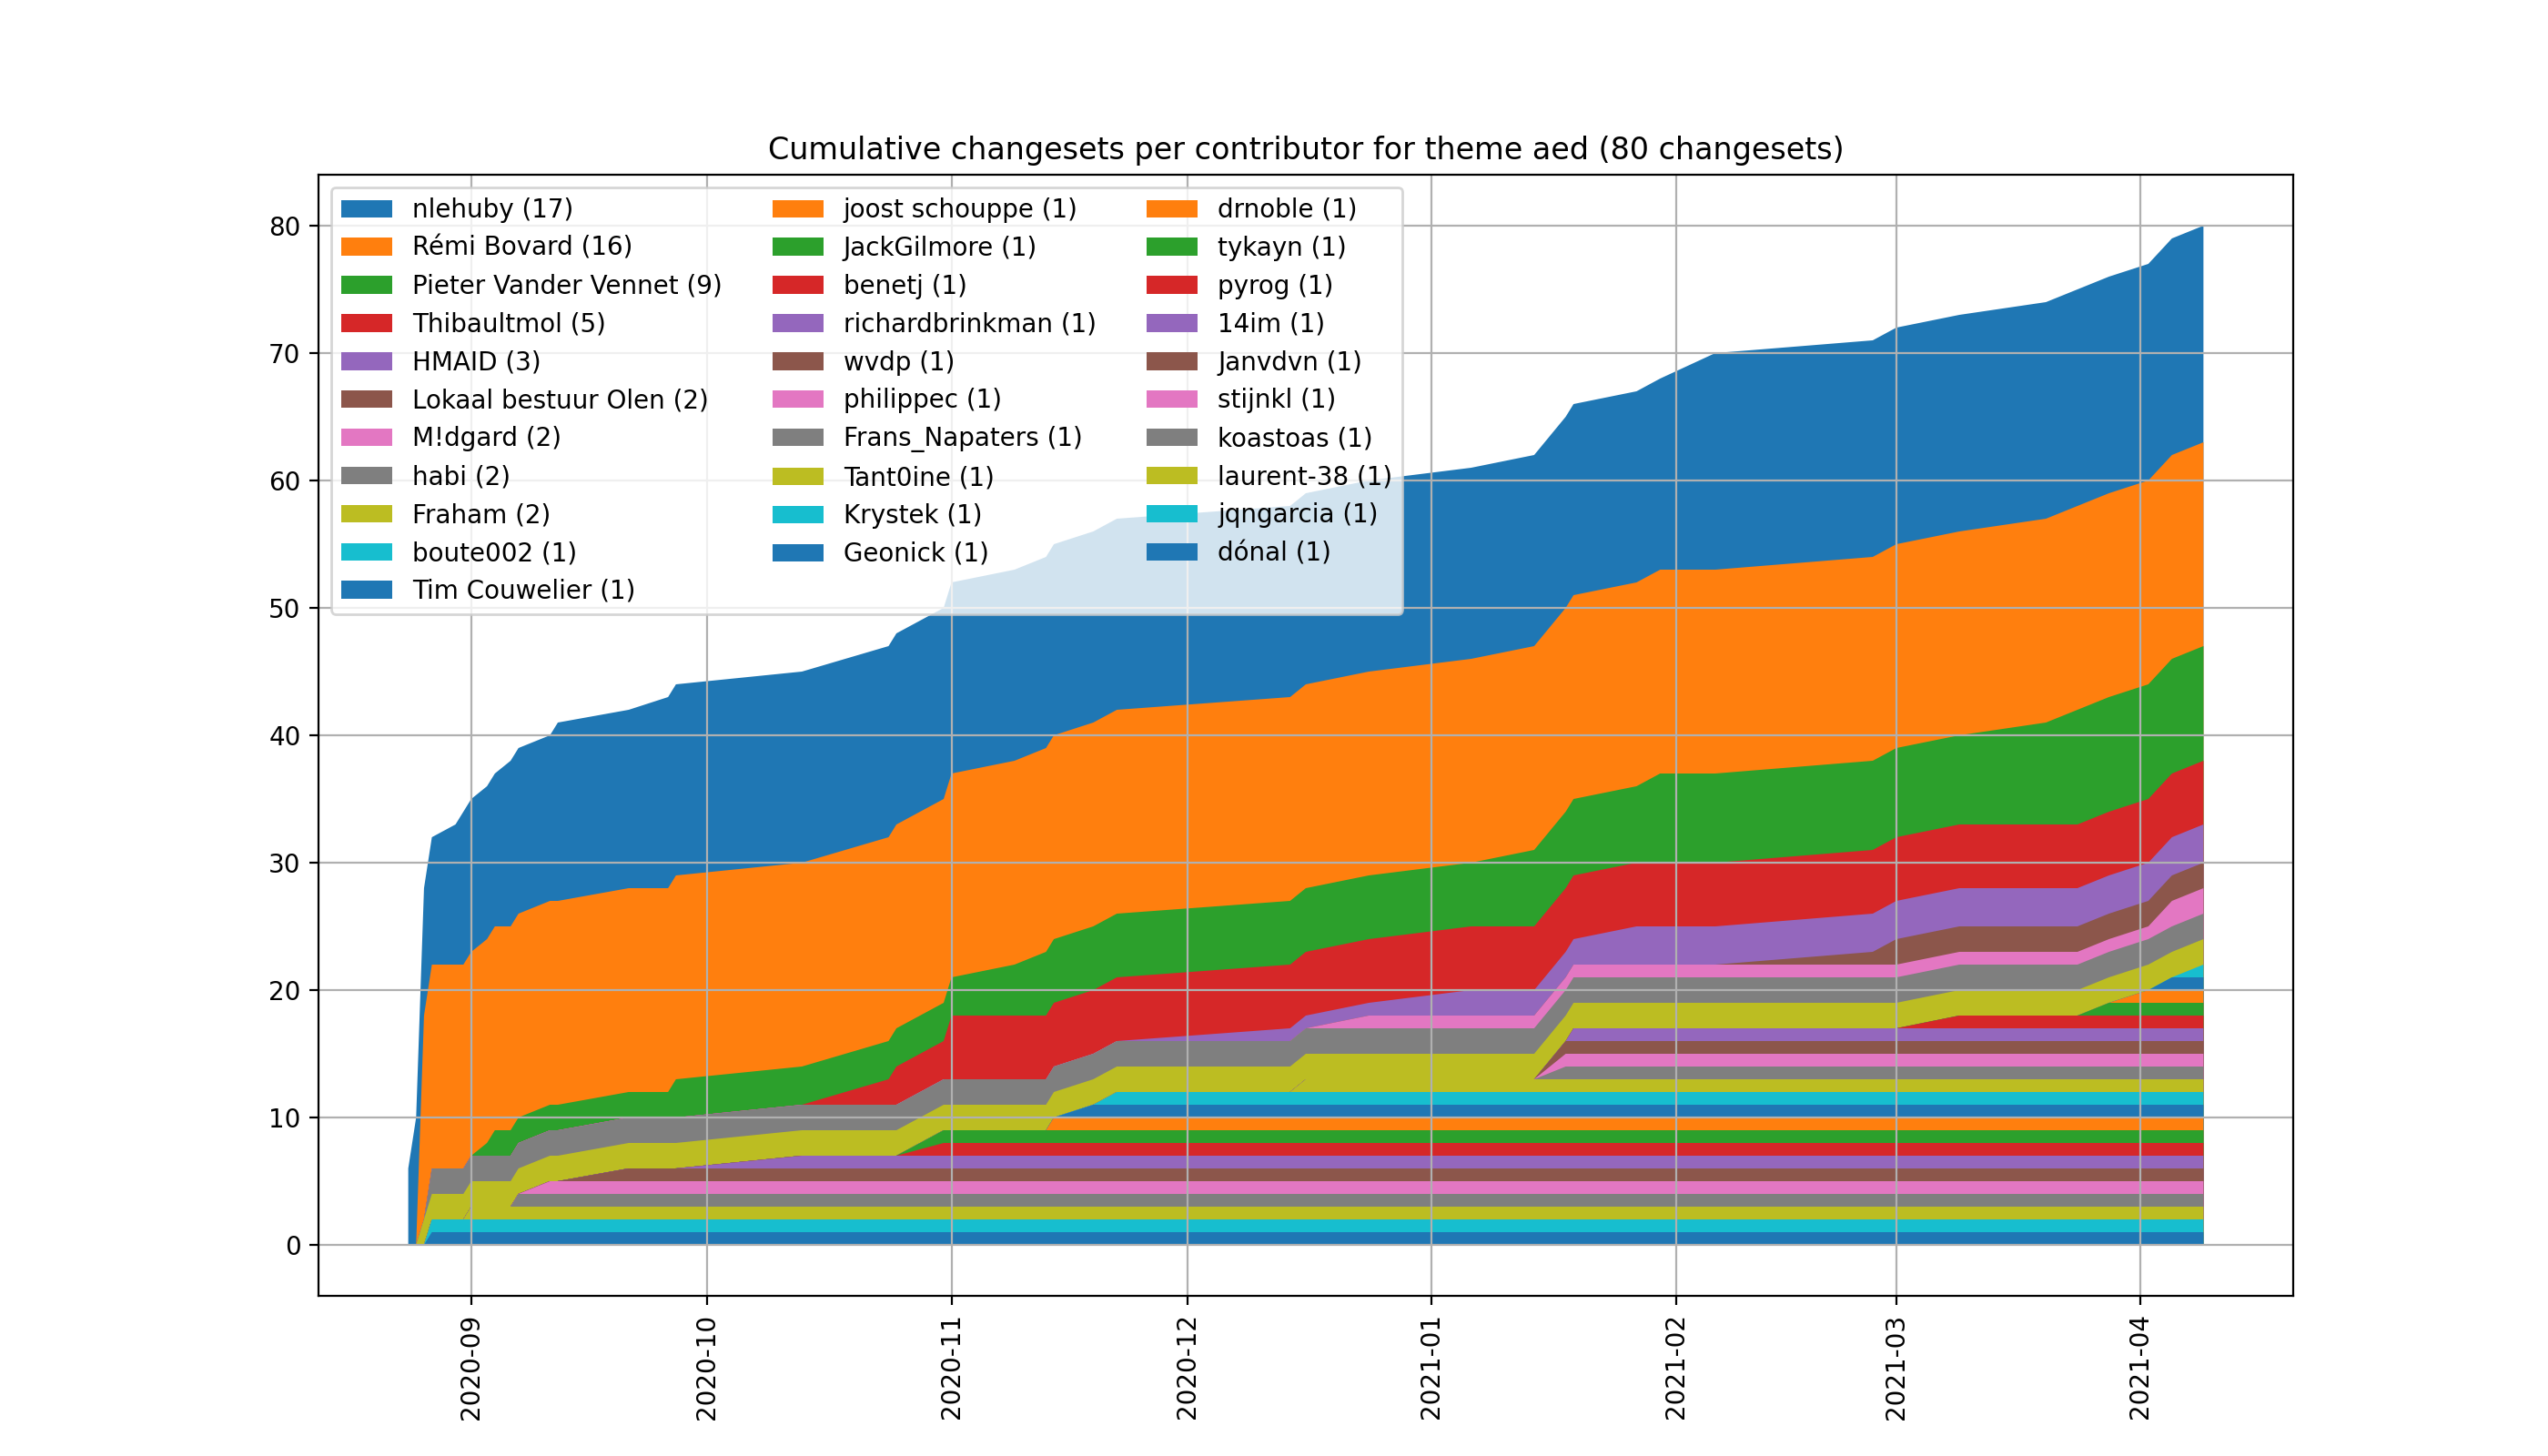 Cumulative changesets per contributor for theme aed (80 changesets)
nlehuby (17)
Rémi Bovard (16)
Pieter Vander Vennet (9)
Thibaultmol (5)
HMAID (3)
Lokaal bestuur Olen (2)
M!dgard (2)
habi (2)
Fraham (2)
boute002 (1)
Tim Couwelier (1)
joost schouppe (1)
JackGilmore (1)
benetj (1)
richardbrinkman (1)
wvdp (1)
philippec (1)
Frans_Napaters (1)
Tant0ine (1)
Krystek (1)
Geonick (1)
drnoble (1)
tykayn (1)
pyrog (1)
14im (1)
Janvdvn (1)
stijnkl (1)
koastoas (1)
laurent-38 (1)
jqngarcia (1)
dónal (1)
80
70
60
50
40
30
20
10
0
2020-09
2020-10
2020-11
2020-12
2021-01
2021-02
2021-03
2021-04